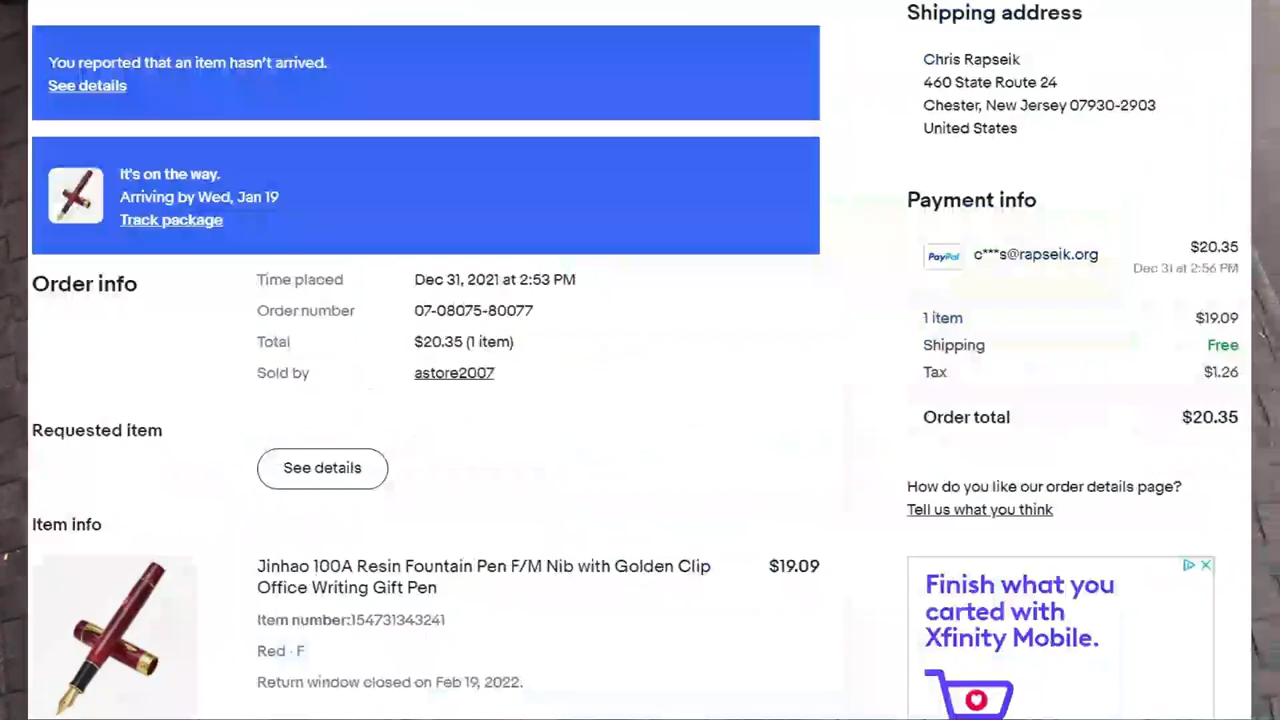 You reported that an item hasn't arrived.
See details
It's on the way.
Arriving by Wed, Jan 19
Track package
Order info
Time placed
Dec 31, 2021 at 2:53 PM
Order number
07-08075-80077
Total
$20.35 (1 item)
Sold by
astore2007
Requested item
See details
Item info
Jinhao 100A Resin Fountain Pen F/M Nib with Golden Clip
Office Writing Gift Pen
$19.09
Item number:154731343241
Red · F
Return window closed on Feb 19, 2022.
Shipping address
Chris Rapseik
460 State Route 24
Chester, New Jersey 07930-2903
United States
Payment info
PayPal
c***s@rapseik.org
$20.35
Dec 31 at 2:56 PM
1 item
$19.09
Shipping
Free
Tax
$1.26
Order total
$20.35
How do you like our order details page?
Tell us what you think
Finish what you
carted with
Xfinity Mobile.